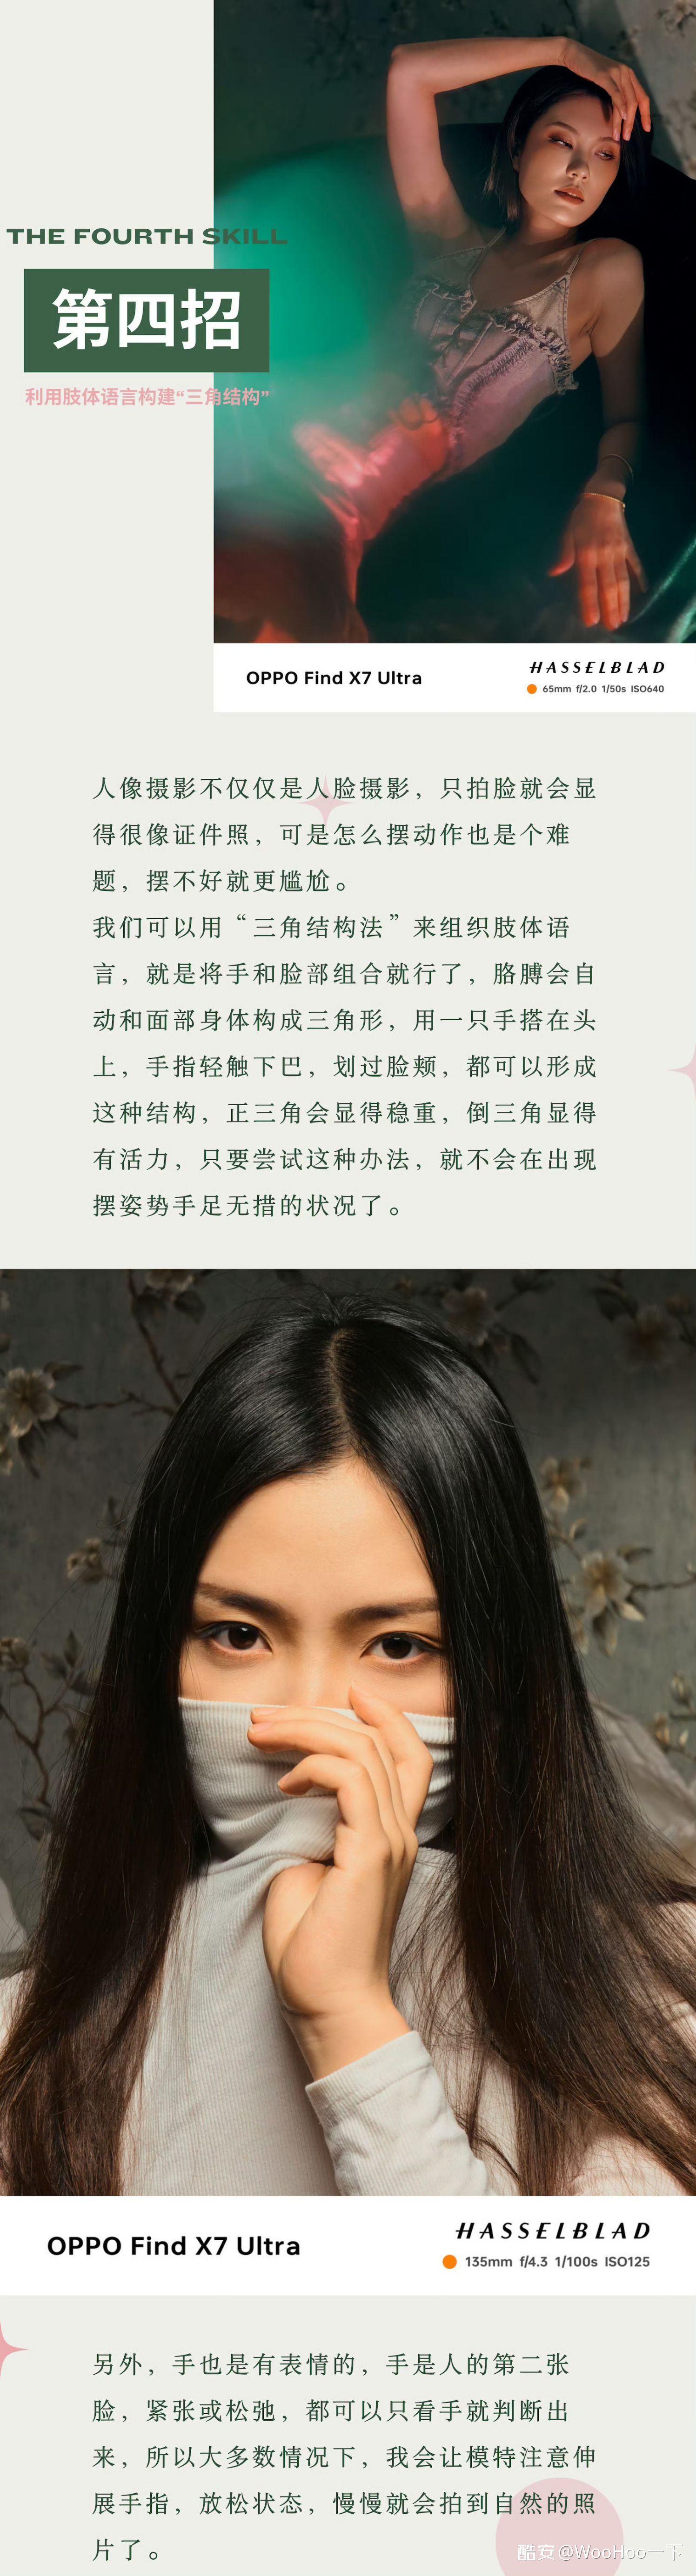 THE FOURTH SKILL
第四招
利用肢体语言构建“三角结构”
OPPO Find X7 Ultra
HASSELBLAD
65mm f/2.0 1/50s ISO640
人像摄影不仅仅是人脸摄影，只拍脸就会显
得很像证件照，可是怎么摆动作也是个难
题，摆不好就更尴尬。
我们可以用“三角结构法”来组织肢体语
言，就是将手和脸部组合就行了，胳膊会自
动和面部身体构成三角形，用一只手搭在头
上，手指轻触下巴，划过脸颊，都可以形成
这种结构，正三角会显得稳重，倒三角显得
有活力，只要尝试这种办法，就不会在出现
摆姿势手足无措的状况了。
OPPO Find X7 Ultra
HASSELBLAD
135mm f/4.3 1/100s ISO125
另外，手也是有表情的，手是人的第二张
脸，紧张或松弛，都可以只看手就判断出
来，所以大多数情况下，我会让模特注意伸
展手指，放松状态，慢慢就会拍到自然的照
片了。
酷安@WooHoo一下